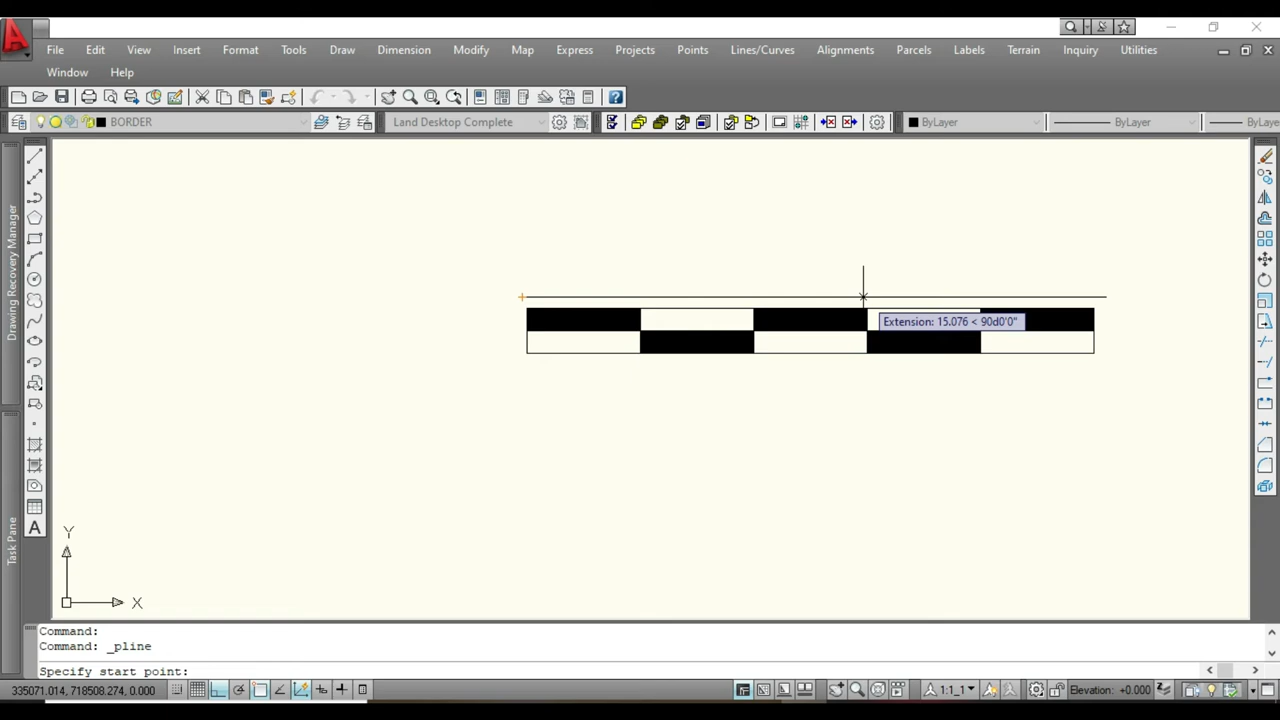 File Edit View Insert Format Tools Draw Dimension Modify Map Express Projects Points Lines/Curves Alignments Parcels Labels Terrain Inquiry Utilities
Window Help
BORDER Land Desktop Complete ByLayer ByLayer ByLaye
Drawing Recovery Manager
Extension: 15.076 < 90d0'0"
Task Pane
Y
X
Command:
Command: _pline
Specify start point:
335071.014, 718508.274, 0.000 1:1_1 Elevation: +0.000